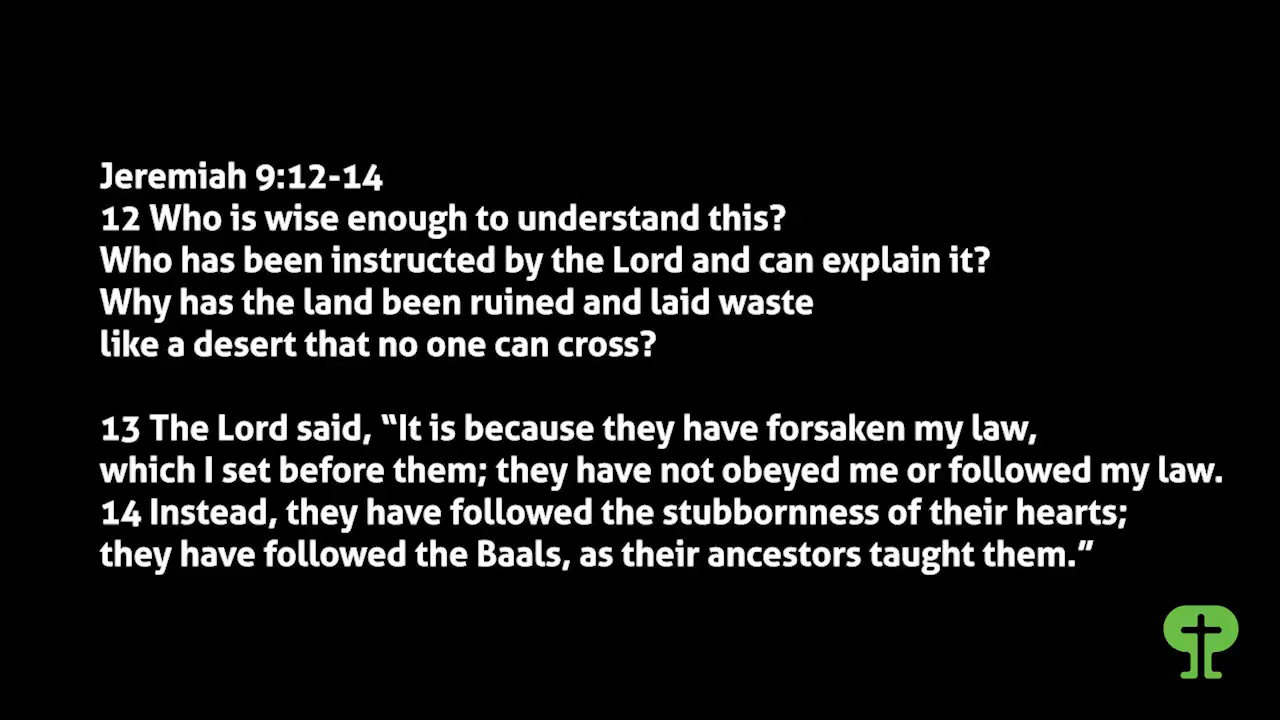 Jeremiah 9:12-14
12 Who is wise enough to understand this?
Who has been instructed by the Lord and can explain it?
Why has the land been ruined and laid waste
like a desert that no one can cross?
13 The Lord said, “It is because they have forsaken my law,
which I set before them; they have not obeyed me or followed my law.
14 Instead, they have followed the stubbornness of their hearts;
they have followed the Baals, as their ancestors taught them.”